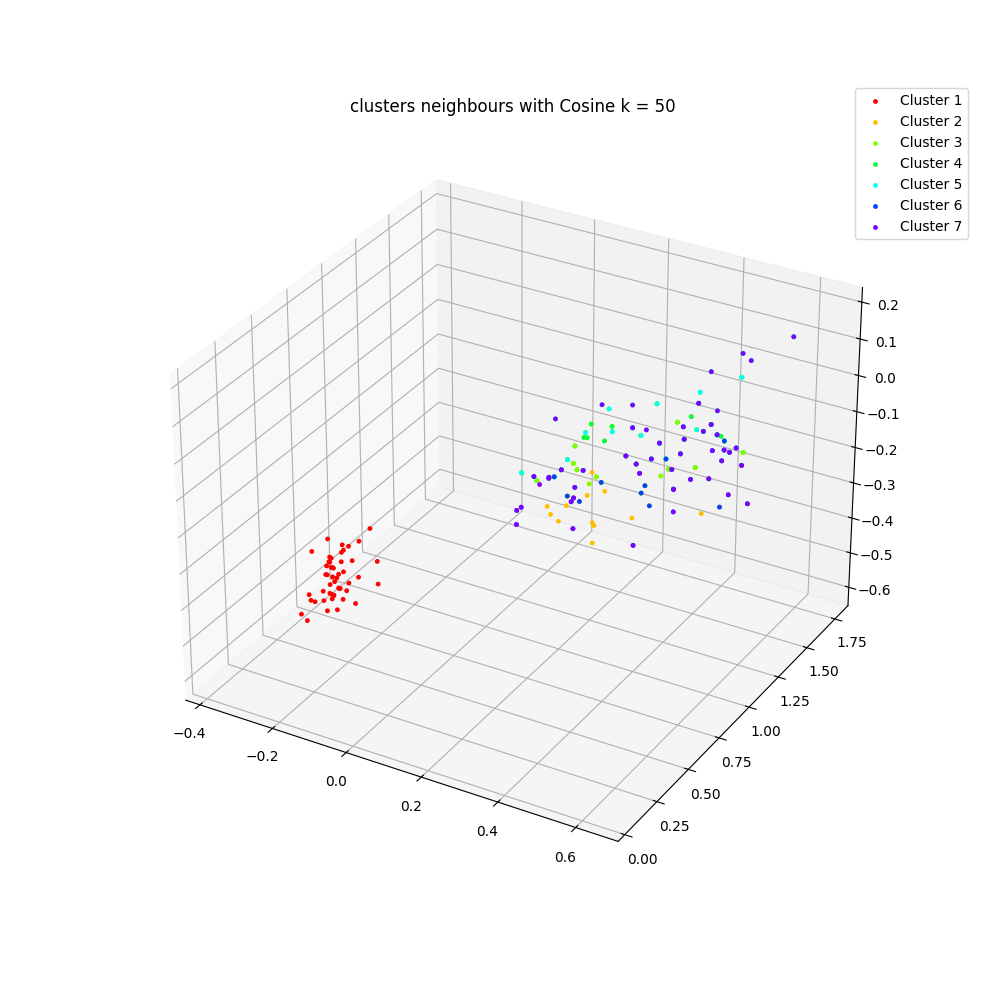 clusters neighbours with Cosine k = 50
Cluster 1
Cluster 2
Cluster 3
Cluster 4
Cluster 5
Cluster 6
Cluster 7
0.2
0.1
0.0
−0.1
−0.2
−0.3
−0.4
−0.5
−0.6
1.75
1.50
1.25
1.00
0.75
0.50
0.25
0.00
−0.4
−0.2
0.0
0.2
0.4
0.6